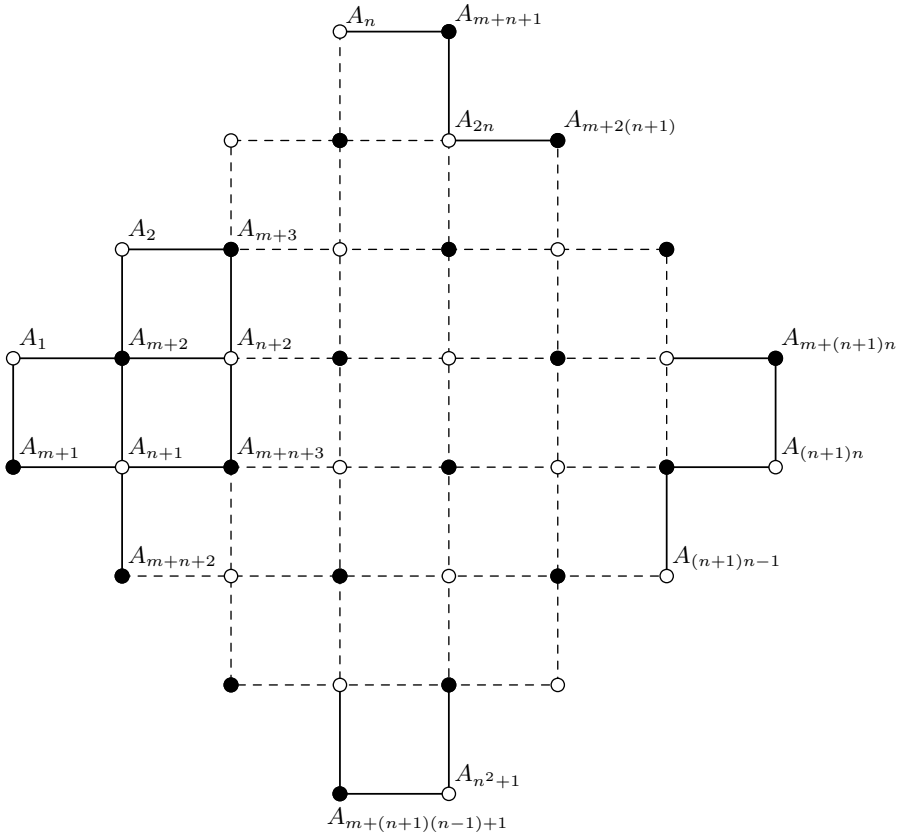 A_n A_{m+n+1}
A_{2n} A_{m+2(n+1)}
A_2 A_{m+3}
A_1 A_{m+2} A_{n+2} A_{m+(n+1)n}
A_{m+1} A_{n+1} A_{m+n+3} A_{(n+1)n}
A_{m+n+2} A_{(n+1)n-1}
A_{n^2+1}
A_{m+(n+1)(n-1)+1}